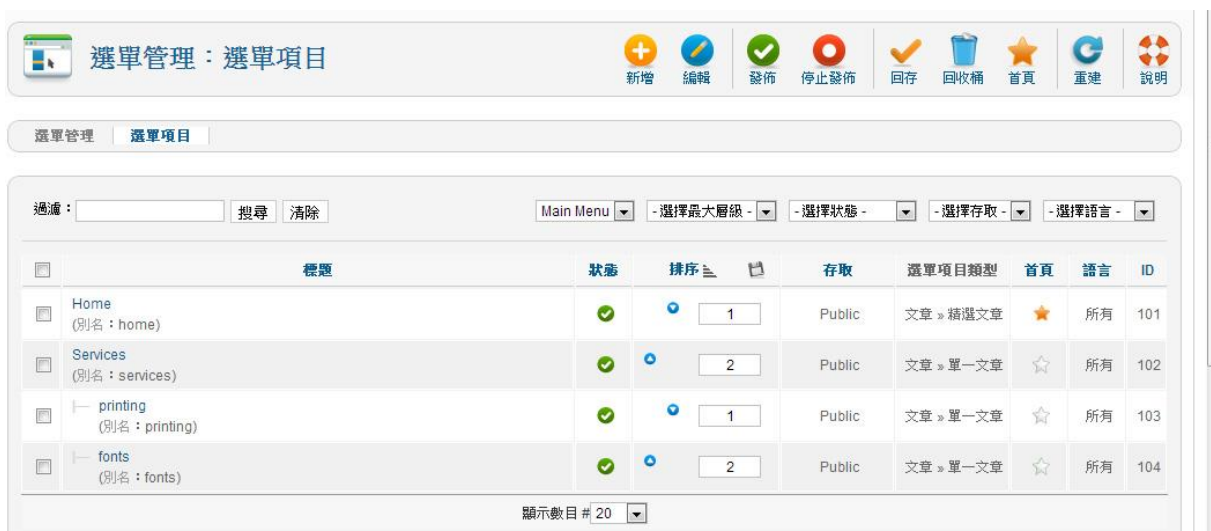 選單管理：選單項目
新增 編輯 發佈 停止發佈 回存 回收桶 首頁 重建 說明
選單管理 選單項目
過濾： 搜尋 清除 Main Menu - 選擇最大層級 - - 選擇狀態 - - 選擇存取 - - 選擇語言 -
標題 狀態 排序 存取 選單項目類型 首頁 語言 ID
Home
(別名：home)
1 Public 文章 » 精選文章 所有 101
Services
(別名：services)
2 Public 文章 » 單一文章 所有 102
printing
(別名：printing)
1 Public 文章 » 單一文章 所有 103
fonts
(別名：fonts)
2 Public 文章 » 單一文章 所有 104
顯示數目 # 20